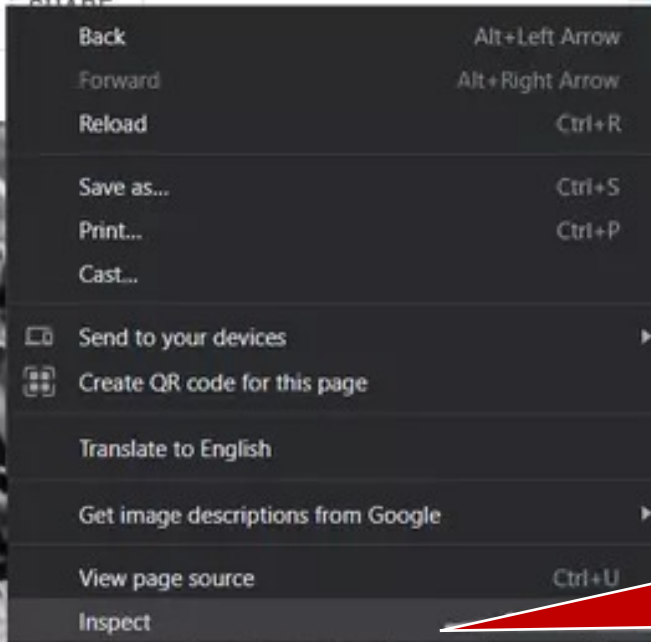 Back Alt+Left Arrow
Forward Alt+Right Arrow
Reload Ctrl+R
Save as... Ctrl+S
Print... Ctrl+P
Cast...
Send to your devices
Create QR code for this page
Translate to English
Get image descriptions from Google
View page source Ctrl+U
Inspect